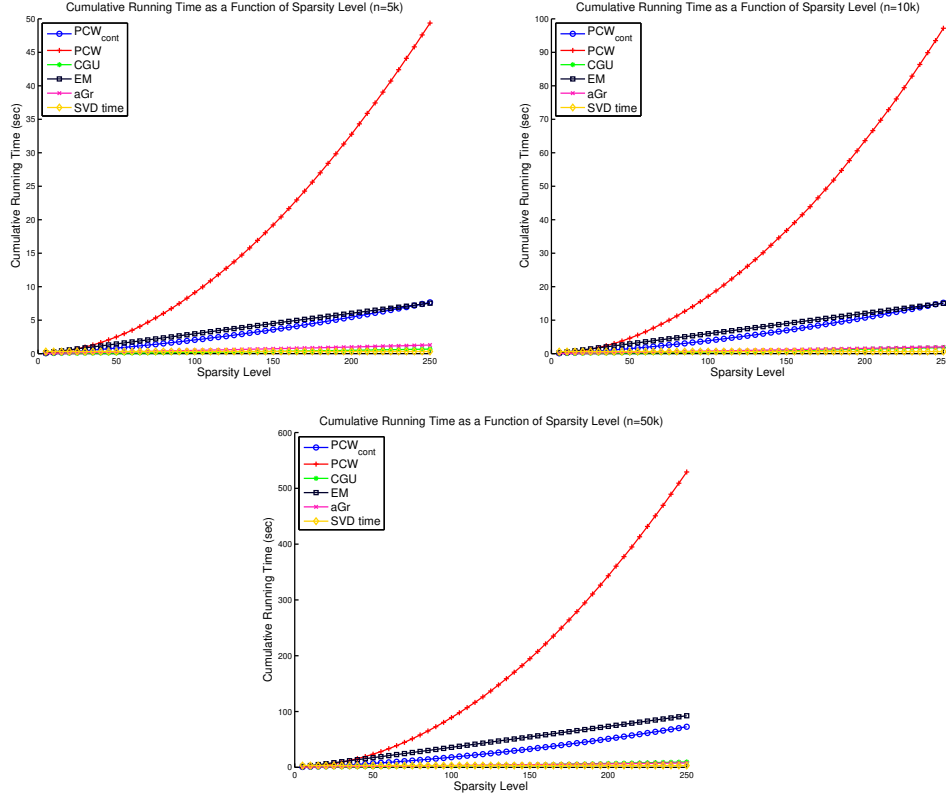 Cumulative Running Time as a Function of Sparsity Level (n=5k)
Cumulative Running Time (sec)
50
45
40
35
30
25
20
15
10
5
0
PCW_cont
PCW
CGU
EM
aGr
SVD time
0 50 100 150 200 250
Sparsity Level
Cumulative Running Time as a Function of Sparsity Level (n=10k)
Cumulative Running Time (sec)
100
90
80
70
60
50
40
30
20
10
0
PCW_cont
PCW
CGU
EM
aGr
SVD time
0 50 100 150 200 250
Sparsity Level
Cumulative Running Time as a Function of Sparsity Level (n=50k)
Cumulative Running Time (sec)
600
500
400
300
200
100
0
PCW_cont
PCW
CGU
EM
aGr
SVD time
0 50 100 150 200 250
Sparsity Level